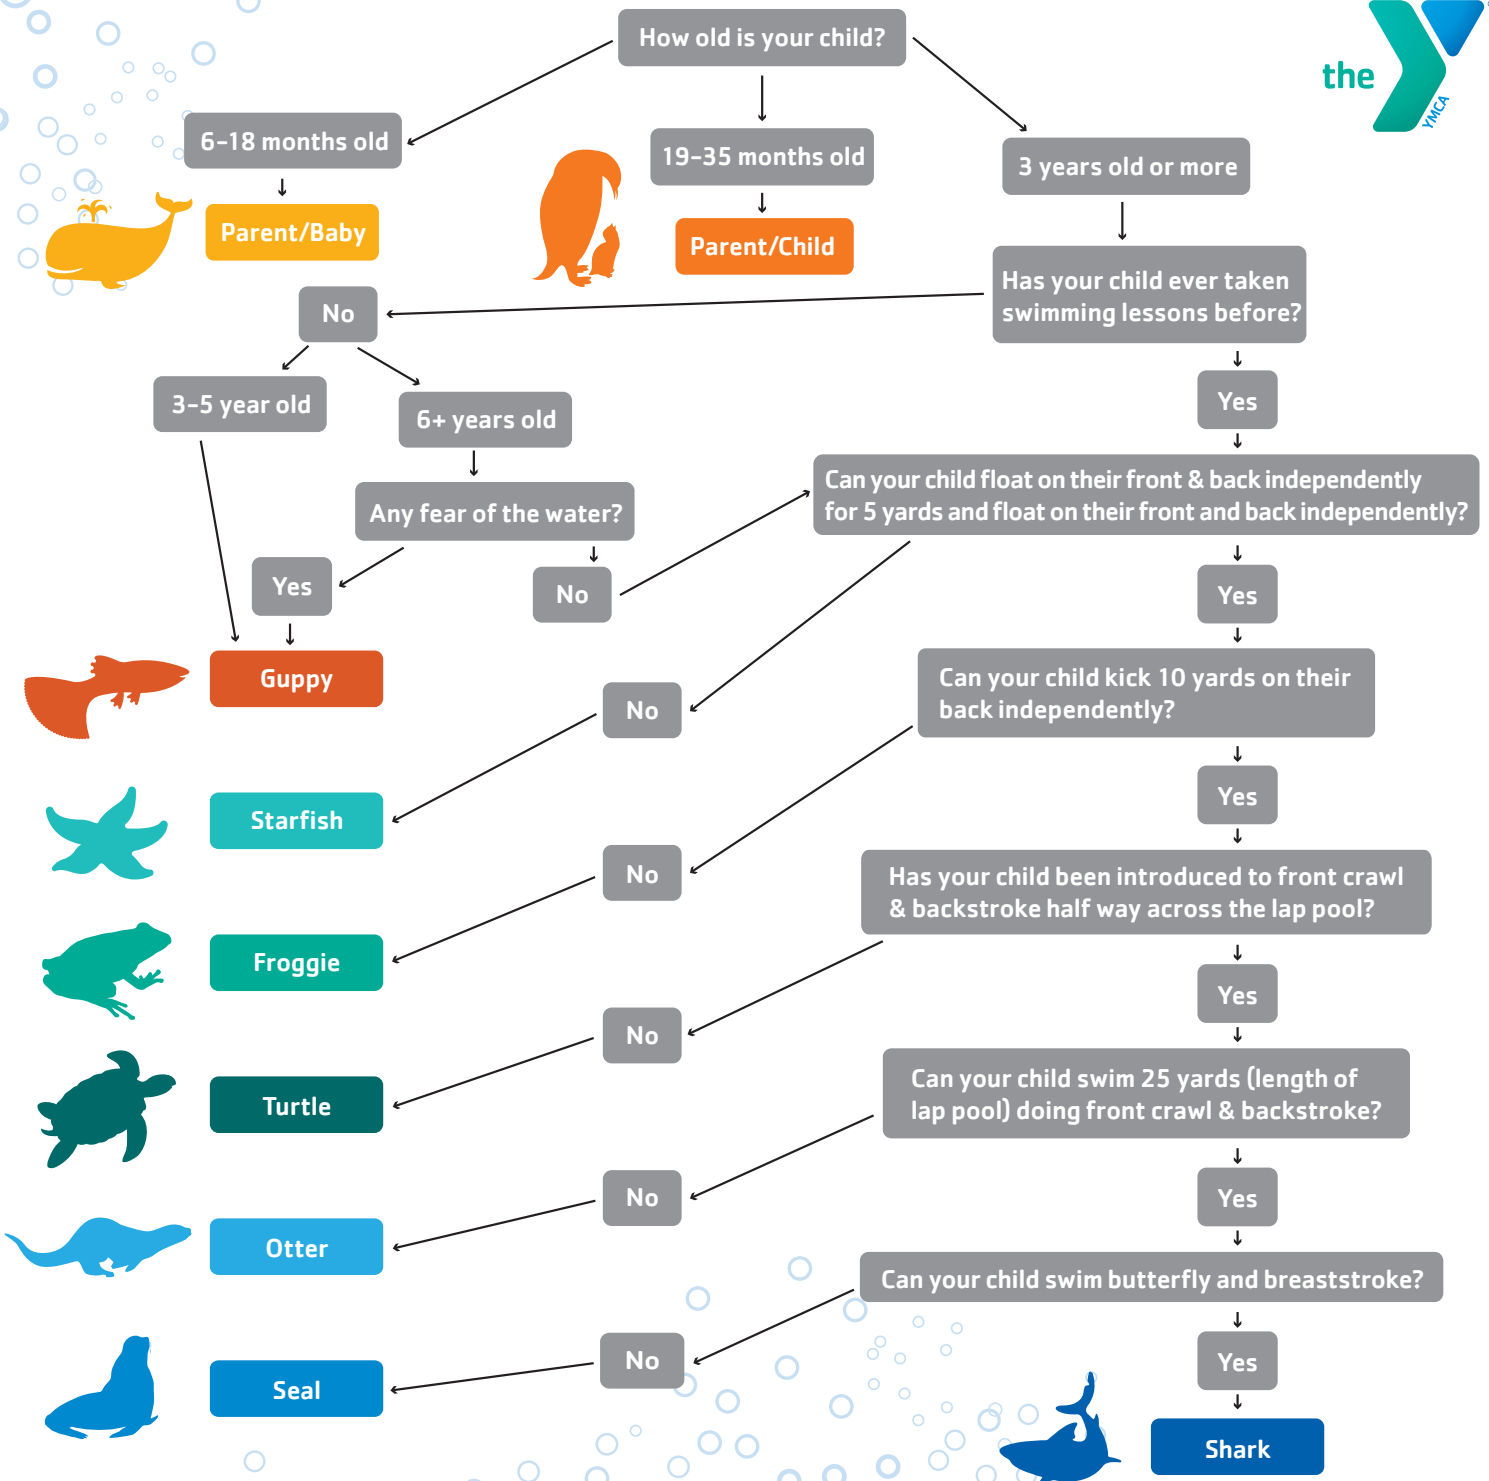 How old is your child?
the
YMCA
6-18 months old
19-35 months old
3 years old or more
Parent/Baby
Parent/Child
Has your child ever taken
swimming lessons before?
No
Yes
3-5 year old
6+ years old
Can your child float on their front & back independently
for 5 yards and float on their front and back independently?
Any fear of the water?
Yes
No
Yes
Guppy
No
Can your child kick 10 yards on their
back independently?
Yes
Starfish
No
Has your child been introduced to front crawl
& backstroke half way across the lap pool?
Froggie
Yes
No
Can your child swim 25 yards (length of
lap pool) doing front crawl & backstroke?
Turtle
No
Yes
Otter
Can your child swim butterfly and breaststroke?
No
Yes
Seal
Shark